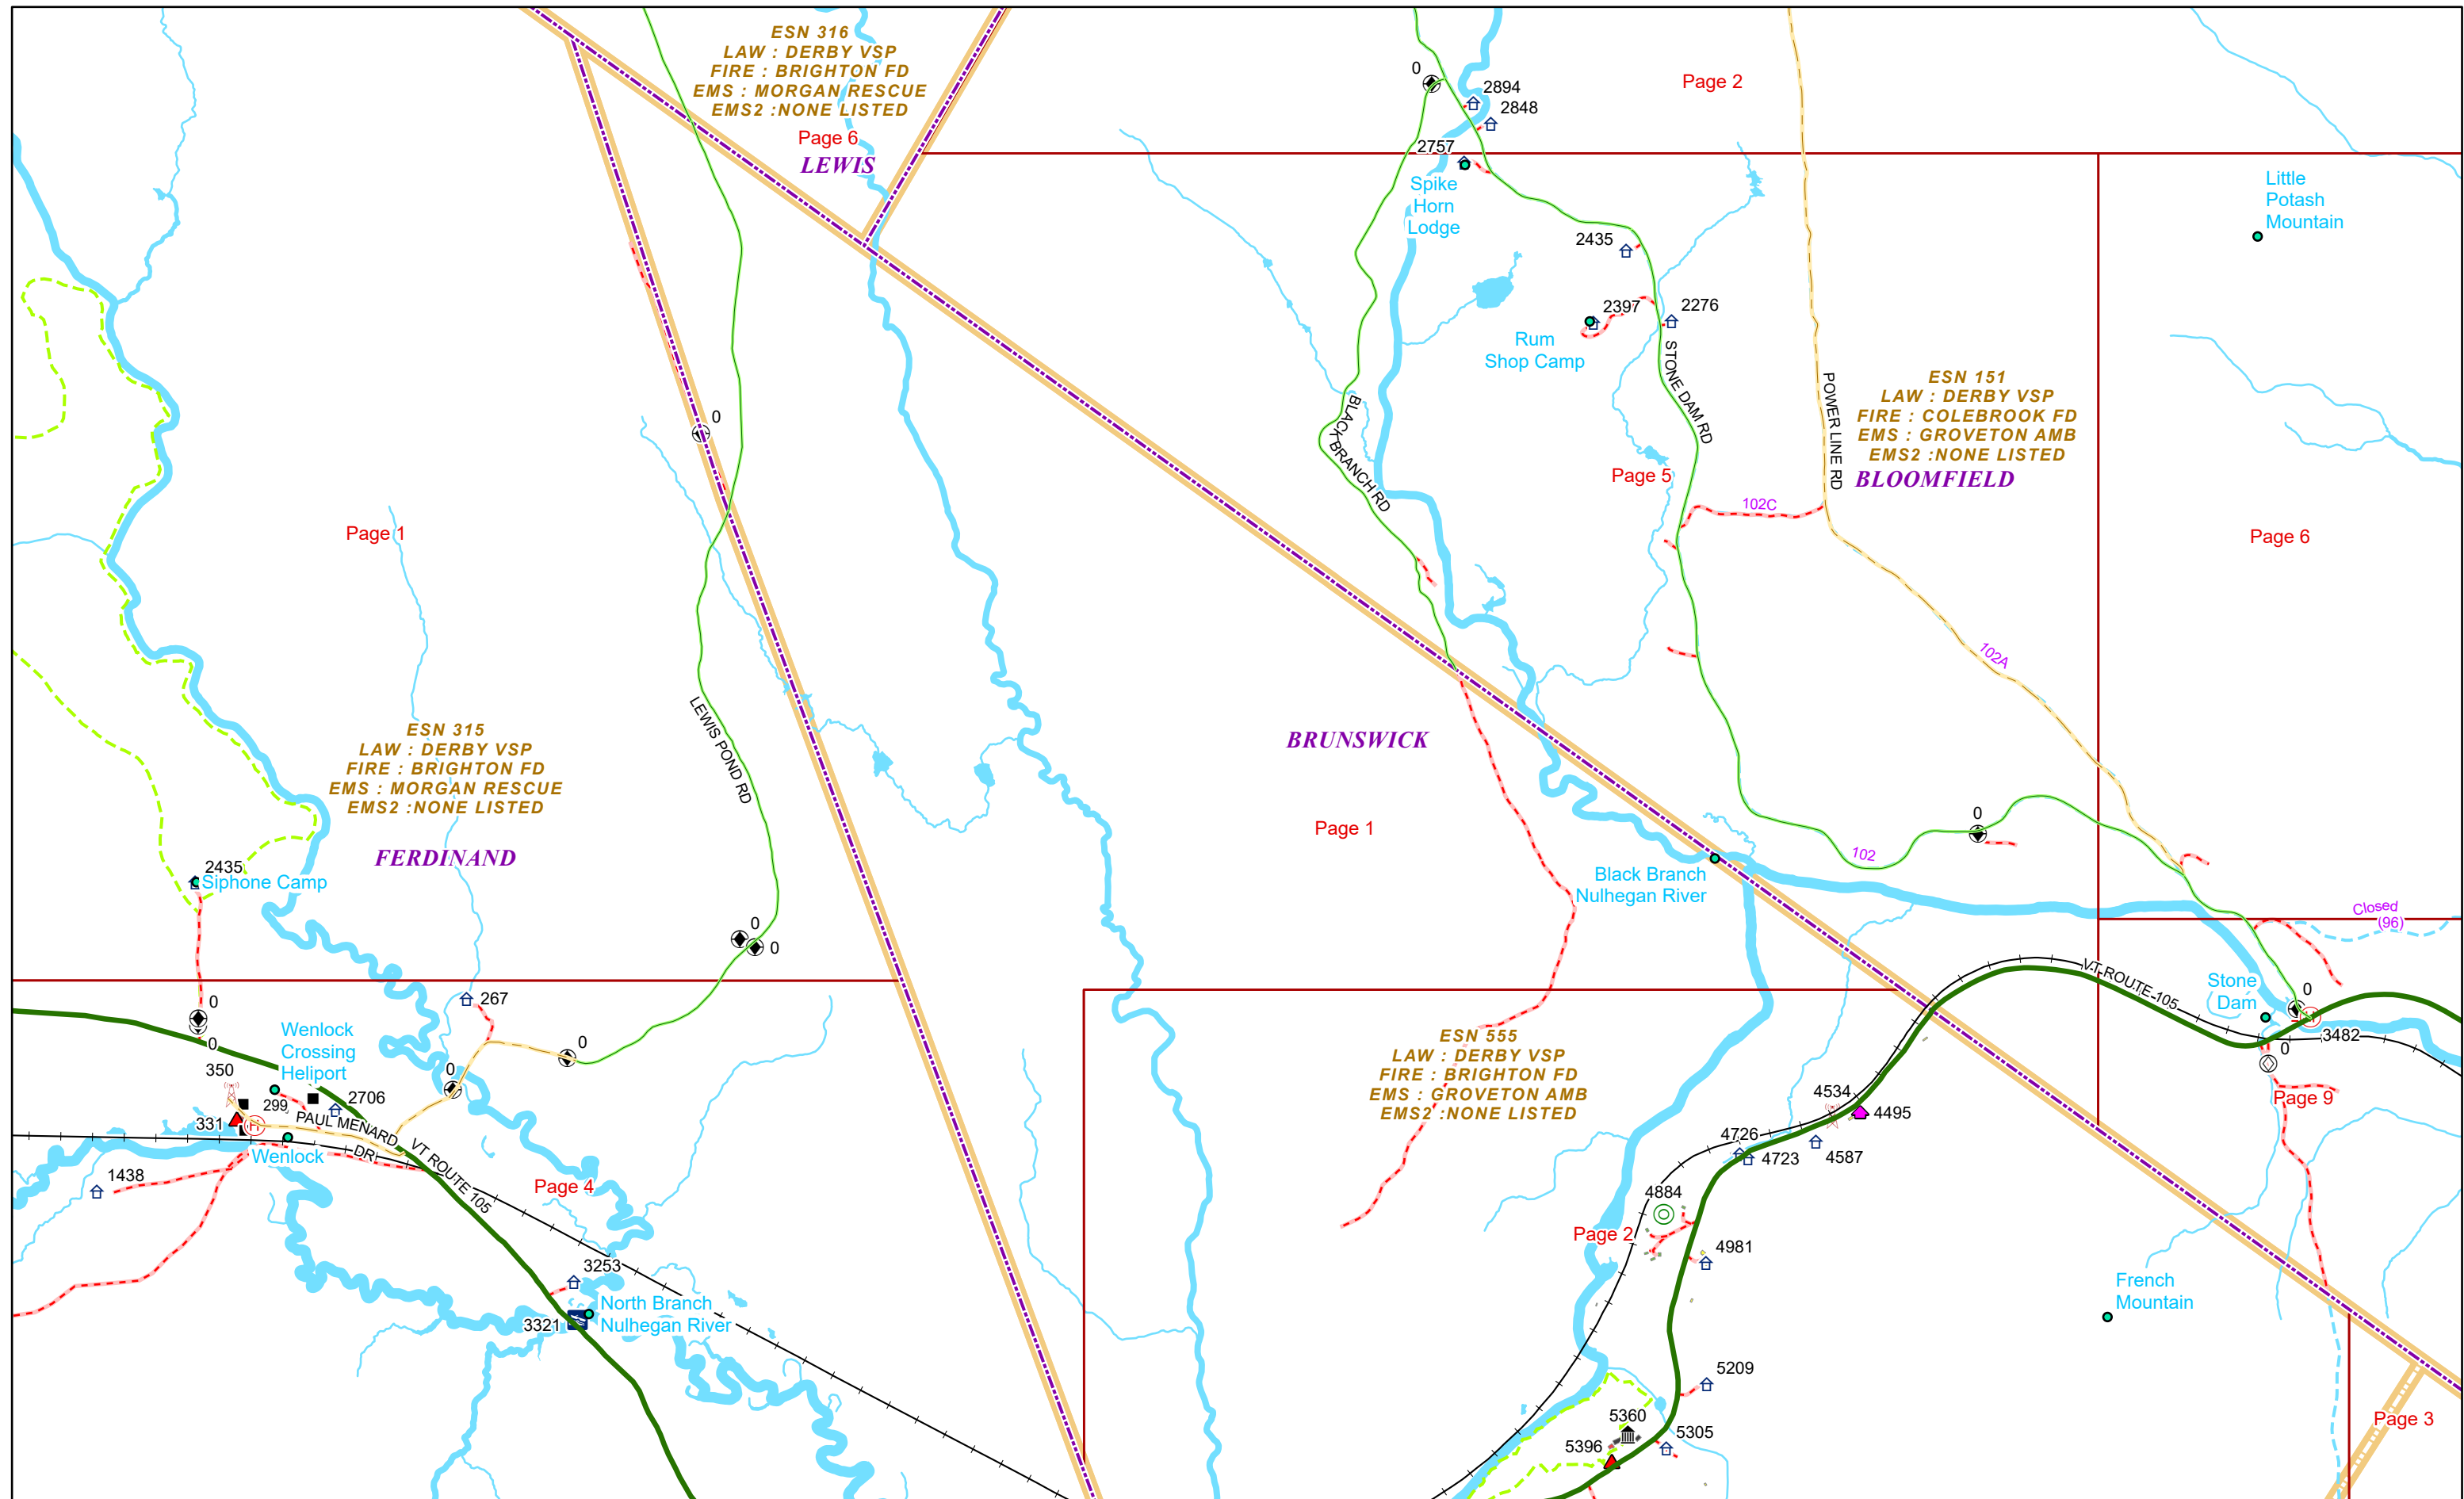 ESN 316
LAW : DERBY VSP
FIRE : BRIGHTON FD
EMS : MORGAN RESCUE
EMS2 :NONE LISTED
Page 6
LEWIS
0
2894
2848
2757
Spike
Horn
Lodge
Page 2
Little
Potash
Mountain
2435
2397
2276
Rum
Shop Camp
STONE DAM RD
POWER LINE RD
ESN 151
LAW : DERBY VSP
FIRE : COLEBROOK FD
EMS : GROVETON AMB
EMS2 :NONE LISTED
BLOOMFIELD
0
BLACK BRANCH RD
Page 5
102C
Page 1
Page 6
102A
LEWIS POND RD
ESN 315
LAW : DERBY VSP
FIRE : BRIGHTON FD
EMS : MORGAN RESCUE
EMS2 :NONE LISTED
FERDINAND
BRUNSWICK
Page 1
0
102
2435
Siphone Camp
Black Branch
Nulhegan River
Closed
(96)
0
0
0
267
0
Wenlock
Crossing
Heliport
0
0
350
299
2706
331
PAUL MENARD
DR
VT ROUTE 105
Wenlock
1438
Page 4
3253
North Branch
Nulhegan River
3321
ESN 555
LAW : DERBY VSP
FIRE : BRIGHTON FD
EMS : GROVETON AMB
EMS2 :NONE LISTED
VT ROUTE 105
Stone
Dam
0
H
3482
0
Page 9
4534
4495
4726
4723
4587
4884
Page 2
4981
French
Mountain
5209
5360
5396
5305
Page 3